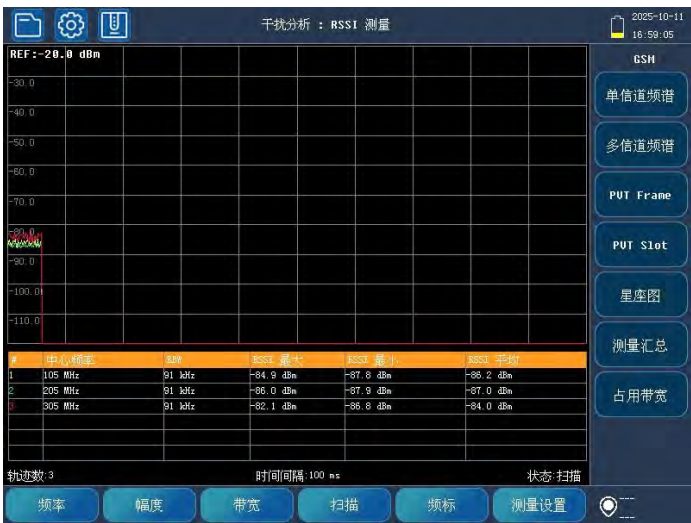 干扰分析 : RSSI 测量
2025-10-11
16:59:05
REF:-20.0 dBm
-30.0
-40.0
-50.0
-60.0
-70.0
-80.0
-90.0
-100.0
-110.0
# 中心频率 RBW RSSI 最大 RSSI 最小 RSSI 平均
1 105 MHz 91 kHz -84.9 dBm -87.8 dBm -86.2 dBm
2 205 MHz 91 kHz -86.0 dBm -87.9 dBm -87.0 dBm
3 305 MHz 91 kHz -82.1 dBm -86.8 dBm -84.0 dBm
轨迹数:3 时间间隔:100 ms 状态:扫描
GSM
单信道频谱
多信道频谱
PVT Frame
PVT Slot
星座图
测量汇总
占用带宽
频率 幅度 带宽 扫描 频标 测量设置